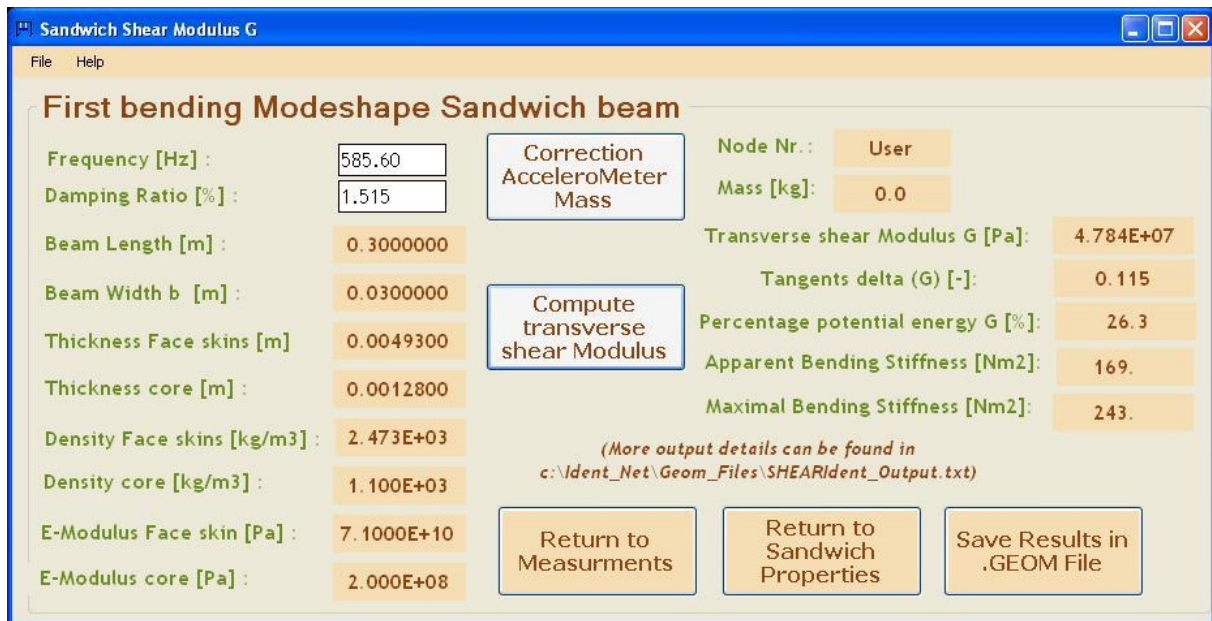 Sandwich Shear Modulus G
File Help
First bending Modeshape Sandwich beam
Frequency [Hz] : 585.60
Damping Ratio [%] : 1.515
Beam Length [m] : 0.3000000
Beam Width b [m] : 0.0300000
Thickness Face skins [m] 0.0049300
Thickness core [m] : 0.0012800
Density Face skins [kg/m3] : 2.473E+03
Density core [kg/m3] : 1.100E+03
E-Modulus Face skin [Pa] : 7.1000E+10
E-Modulus core [Pa] : 2.000E+08
Correction
AcceleroMeter
Mass
Compute
transverse
shear Modulus
Node Nr. : User
Mass [kg]: 0.0
Transverse shear Modulus G [Pa]: 4.784E+07
Tangents delta (G) [-]: 0.115
Percentage potential energy G [%]: 26.3
Apparent Bending Stiffness [Nm2]: 169.
Maximal Bending Stiffness [Nm2]: 243.
(More output details can be found in
c:\Ident_Net\Geom_Files\SHEARIdent_Output.txt)
Return to
Measurments
Return to
Sandwich
Properties
Save Results in
.GEOM File